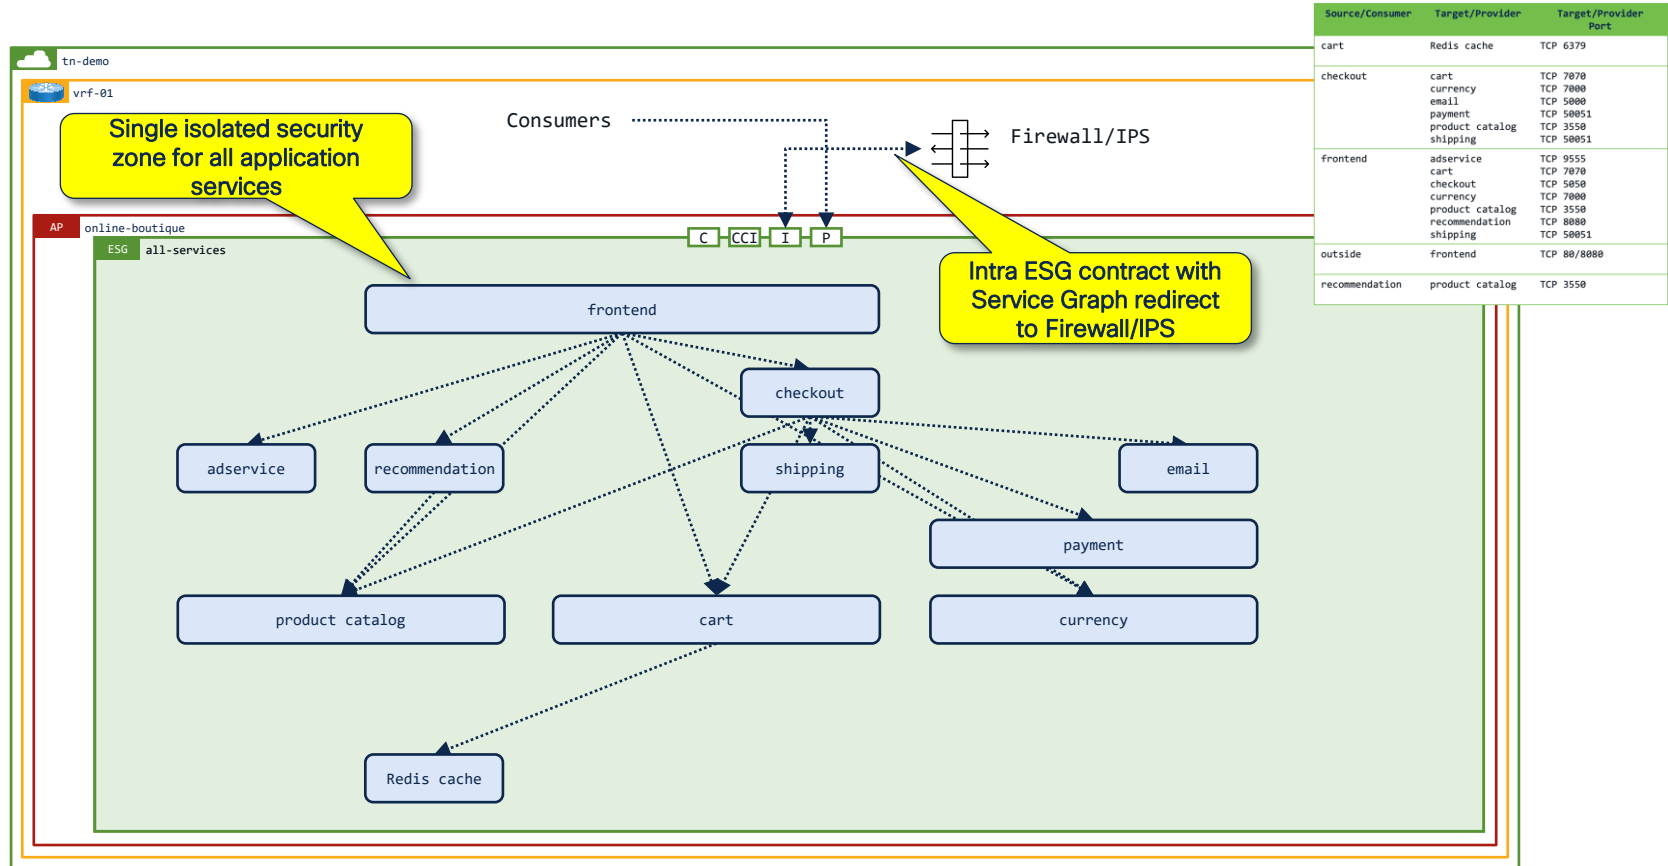 Source/Consumer Target/Provider Target/Provider
Port
cart Redis cache TCP 6379
checkout cart TCP 7070
currency TCP 7000
email TCP 5000
payment TCP 50051
product catalog TCP 3550
shipping TCP 50051
frontend adservice TCP 9555
cart TCP 7070
checkout TCP 5050
currency TCP 7000
product catalog TCP 3550
recommendation TCP 8080
shipping TCP 50051
outside frontend TCP 80/8080
recommendation product catalog TCP 3550
tn-demo
vrf-01
Single isolated security
zone for all application
services
Consumers
Firewall/IPS
AP online-boutique
C CCI I P
ESG all-services
Intra ESG contract with
Service Graph redirect
to Firewall/IPS
frontend
checkout
adservice
recommendation
shipping
email
payment
product catalog
cart
currency
Redis cache